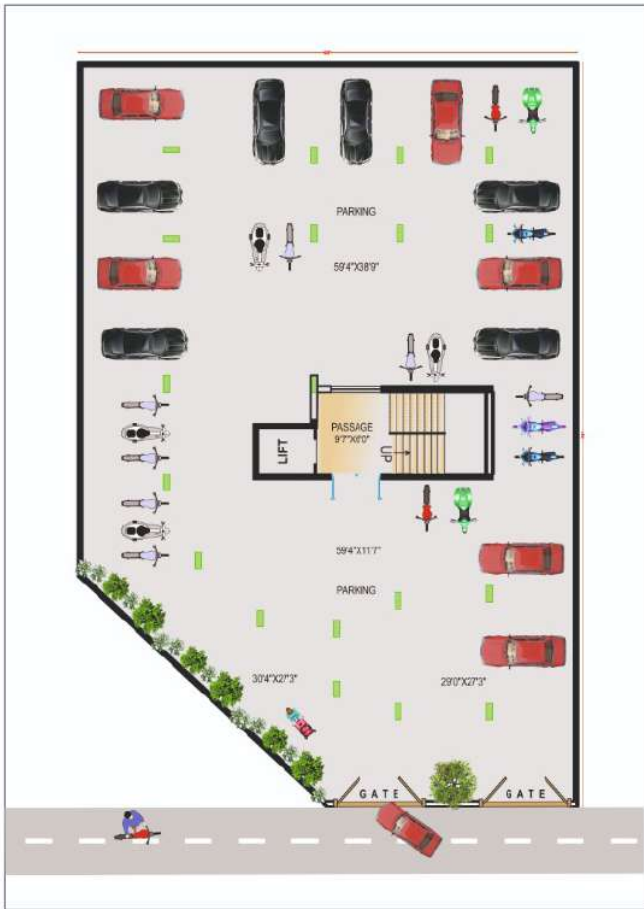 PARKING
59'4"X38'9"
LIFT
PASSAGE
9'7"X6'0"
UP
59'4"X11'7"
PARKING
30'4"X27'3"
29'0"X27'3"
GATE
GATE